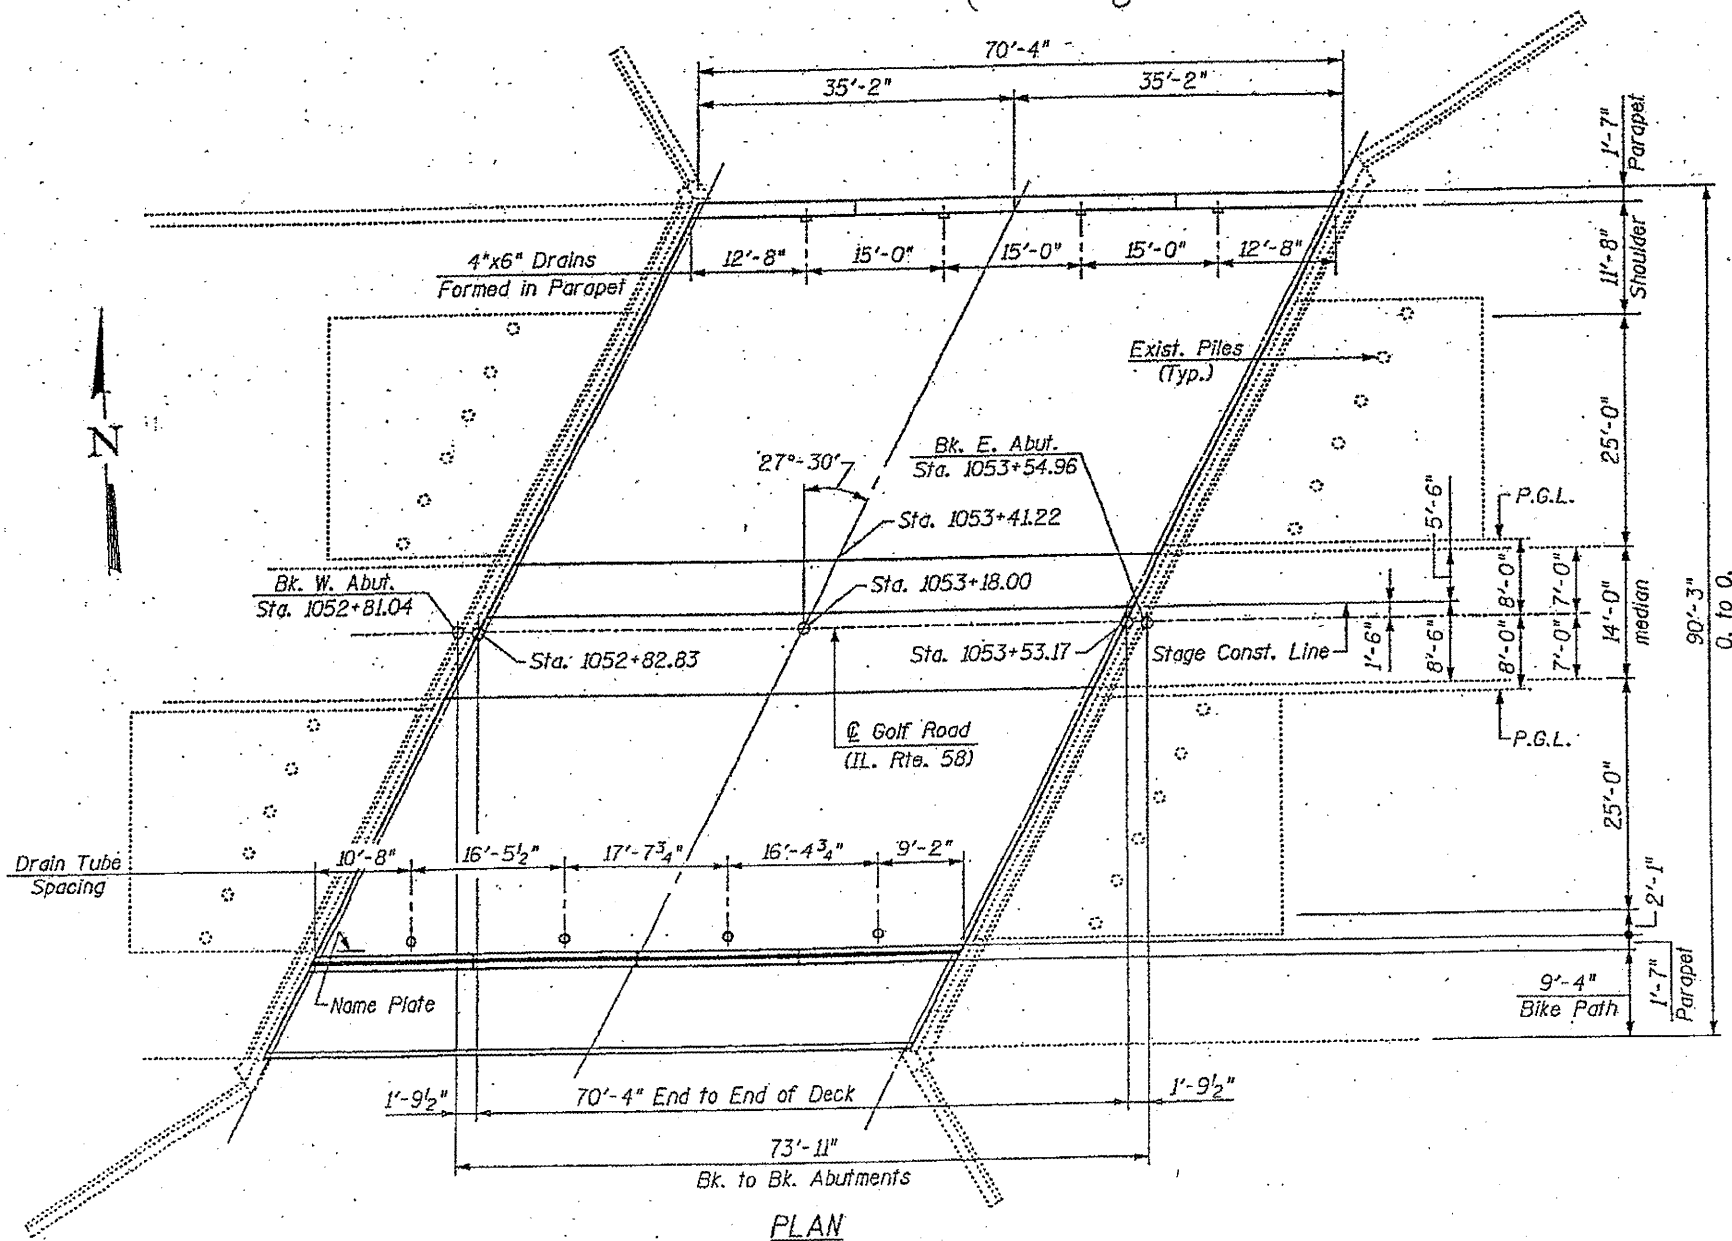 70'-4"
35'-2" 35'-2"
1'-7"
Parapet
4"x6" Drains
Formed in Parapet
12'-8" 15'-0" 15'-0" 15'-0" 12'-8"
11'-8"
Shoulder
Exist. Piles
(Typ.)
25'-0"
N
27°-30'
Bk. E. Abut.
Sta. 1053+54.96
Sta. 1053+41.22
P.G.L.
5'-6"
Bk. W. Abut.
Sta. 1052+81.04
Sta. 1053+18.00
Sta. 1052+82.83
Sta. 1053+53.17
Stage Const. Line
1'-6"
8'-6"
8'-0" 8'-0"
7'-0" 7'-0"
14'-0"
median
90'-3"
O. to O.
℄ Golf Road
(IL. Rte. 58)
P.G.L.
25'-0"
Drain Tube
Spacing
10'-8" 16'-5½" 17'-7¾" 16'-4¾" 9'-2"
2'-1"
Name Plate
9'-4"
Bike Path
1'-7"
Parapet
1'-9½" 70'-4" End to End of Deck 1'-9½"
73'-11"
Bk. to Bk. Abutments
PLAN